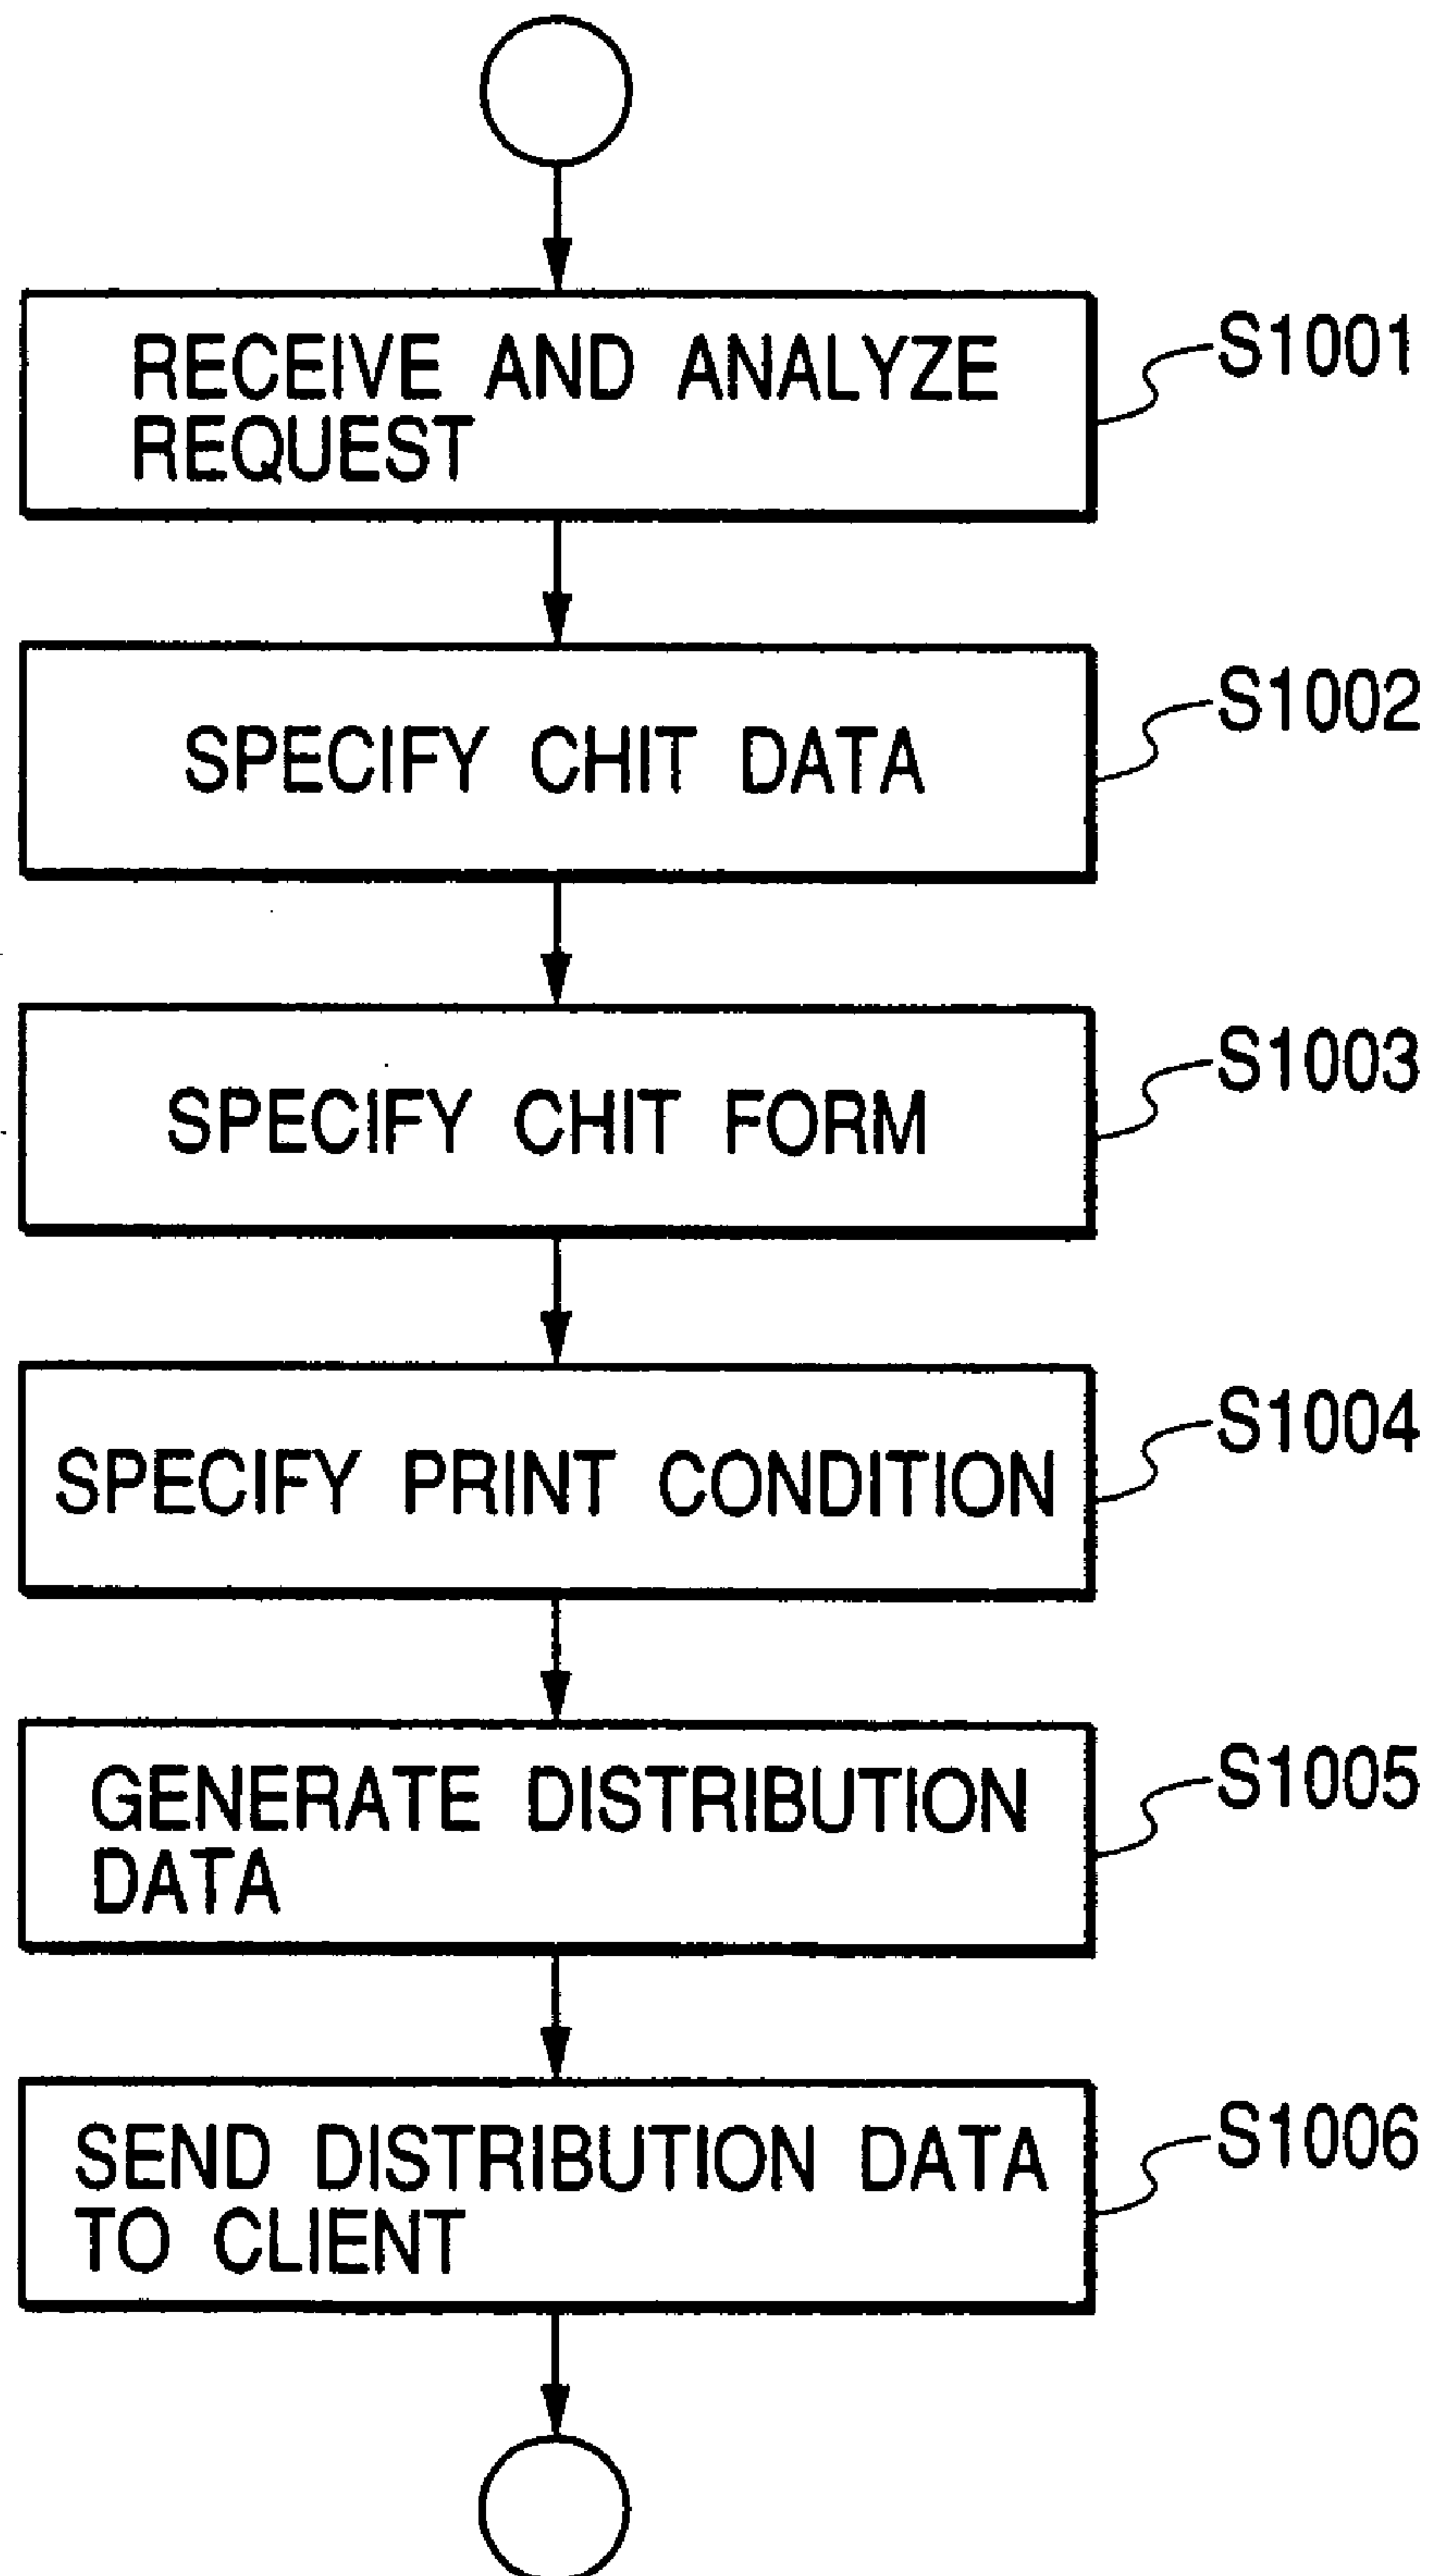 RECEIVE AND ANALYZE
REQUEST
S1001
SPECIFY CHIT DATA
S1002
SPECIFY CHIT FORM
S1003
SPECIFY PRINT CONDITION
S1004
GENERATE DISTRIBUTION
DATA
S1005
SEND DISTRIBUTION DATA
TO CLIENT
S1006